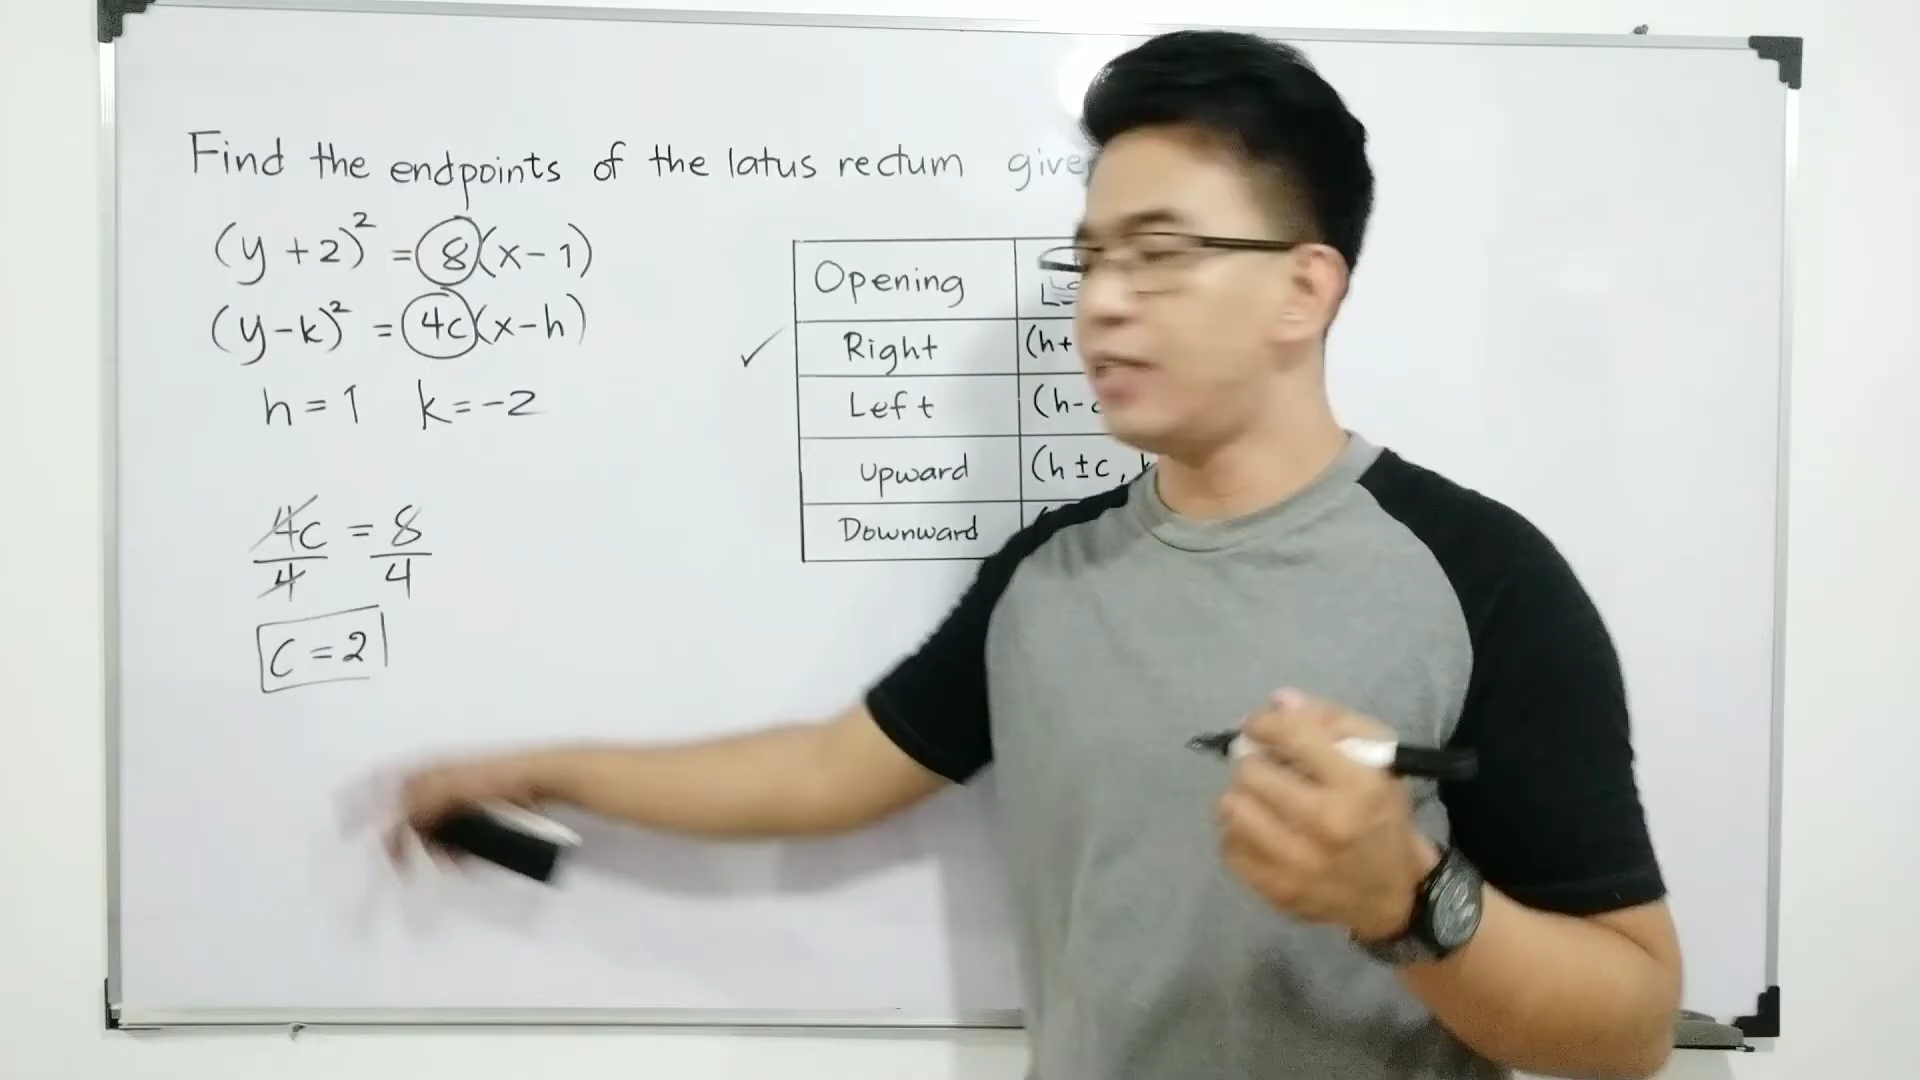 Find the endpoints of the latus rectum give
(y+2)² = 8(x-1)
(y-k)² = 4c(x-h)
h = 1 k = -2
4c = 8
4 4
c = 2
Opening
✓ Right (h+
Left (h-c
Upward (h±c, k
Downward (